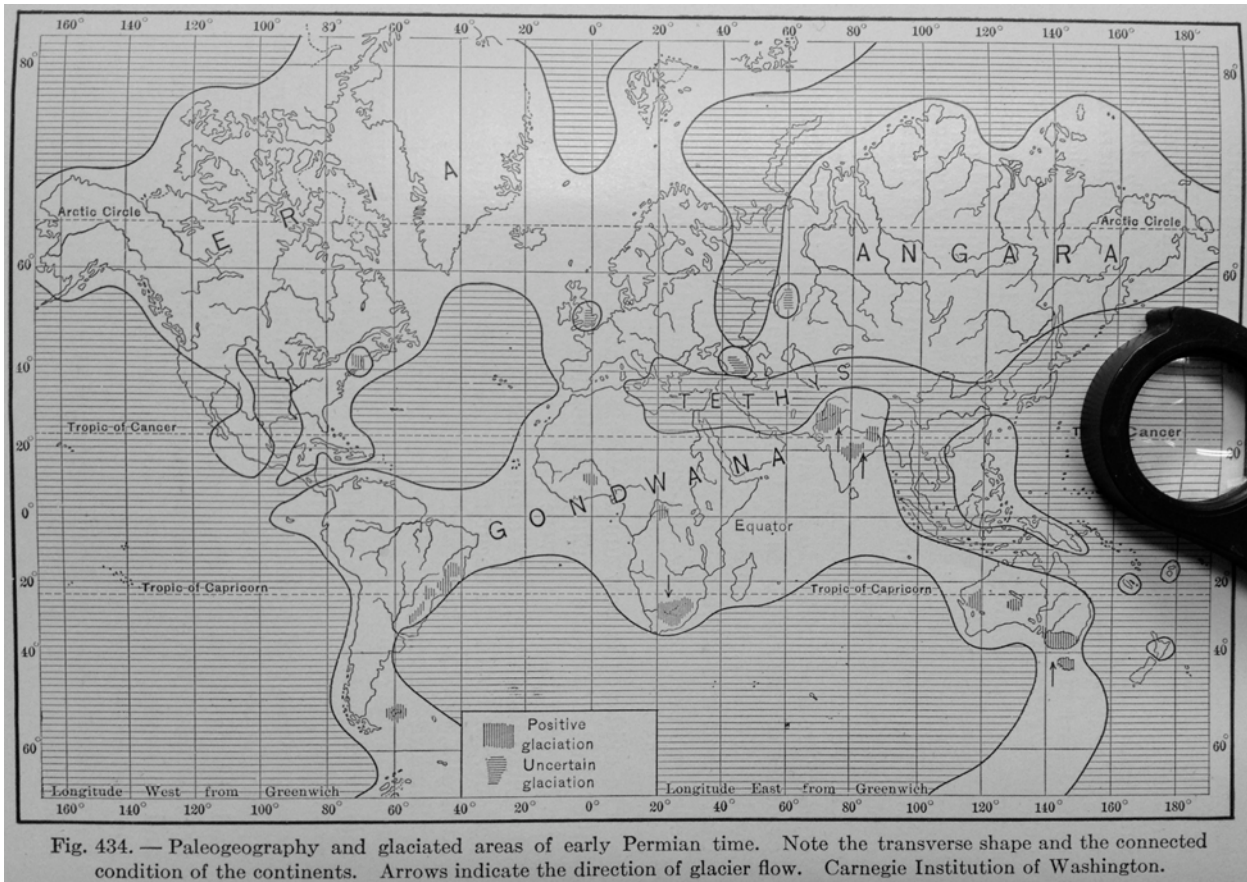 160° 140° 120° 100° 80° 60° 40° 20° 0° 20° 40° 60° 80° 100° 120° 140° 160° 180°
80° 80°
E R I A
Arctic Circle Arctic Circle
A N G A R A
60° 60°
40°
T E T H Y S
Tropic of Cancer Cancer
20° 20°
G O N D W A N A
0° Equator
20° Tropic of Capricorn Tropic of Capricorn 20
40° 40°
Positive
glaciation
Uncertain
glaciation
60° 60°
Longitude West from Greenwich Longitude East from Greenwich
160° 140° 120° 100° 80° 60° 40° 20° 0° 20° 40° 60° 80° 100° 120° 140° 160° 180°
Fig. 434. — Paleogeography and glaciated areas of early Permian time. Note the transverse shape and the connected
condition of the continents. Arrows indicate the direction of glacier flow. Carnegie Institution of Washington.